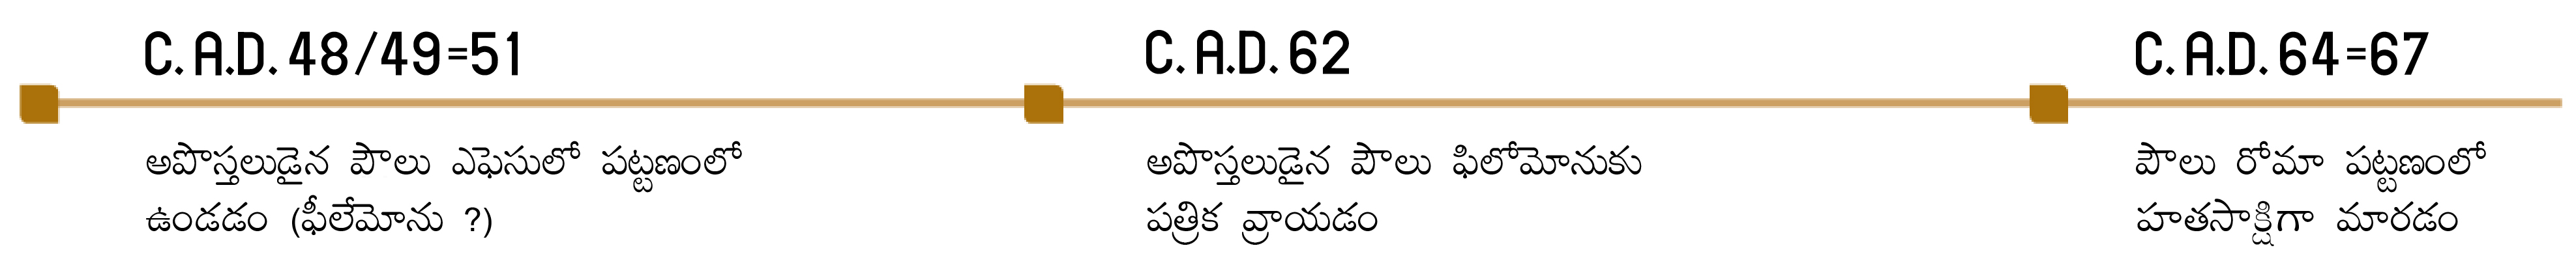 C. A.D. 48/49=51
అపొస్తలుడైన పౌలు ఎఫెసులో పట్టణంలో
ఉండడం (ఫీలేమోను ?)
C. A.D. 62
అపొస్తలుడైన పౌలు ఫిలోమోనుకు
పత్రిక వ్రాయడం
C. A.D. 64=67
పౌలు రోమా పట్టణంలో
హతసాక్షిగా మారడం